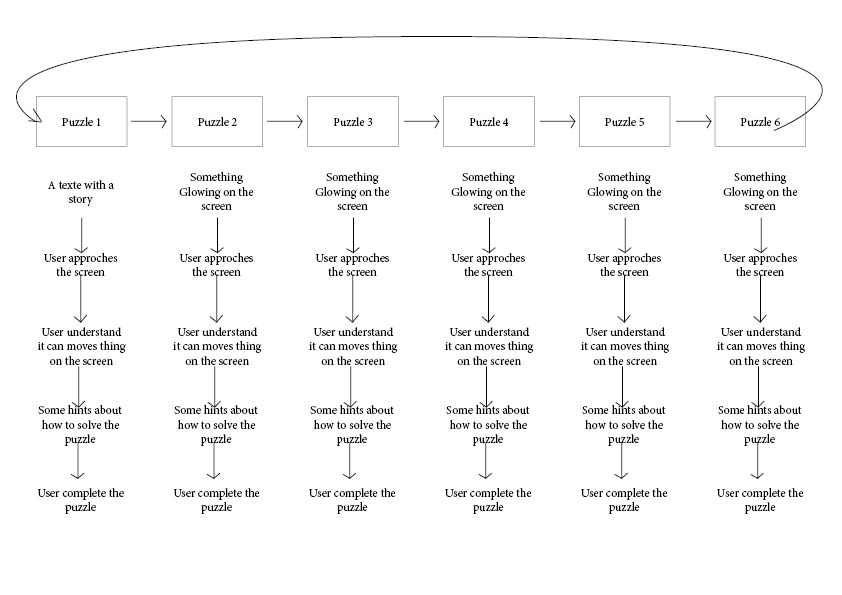 Puzzle 1
Puzzle 2
Puzzle 3
Puzzle 4
Puzzle 5
Puzzle 6
A texte with a
story
User approches
the screen
User understand
it can moves thing
on the screen
Some hints about
how to solve the
puzzle
User complete the
puzzle
Something
Glowing on the
screen
User approches
the screen
User understand
it can moves thing
on the screen
Some hints about
how to solve the
puzzle
User complete the
puzzle
Something
Glowing on the
screen
User approches
the screen
User understand
it can moves thing
on the screen
Some hints about
how to solve the
puzzle
User complete the
puzzle
Something
Glowing on the
screen
User approches
the screen
User understand
it can moves thing
on the screen
Some hints about
how to solve the
puzzle
User complete the
puzzle
Something
Glowing on the
screen
User approches
the screen
User understand
it can moves thing
on the screen
Some hints about
how to solve the
puzzle
User complete the
puzzle
Something
Glowing on the
screen
User approches
the screen
User understand
it can moves thing
on the screen
Some hints about
how to solve the
puzzle
User complete the
puzzle